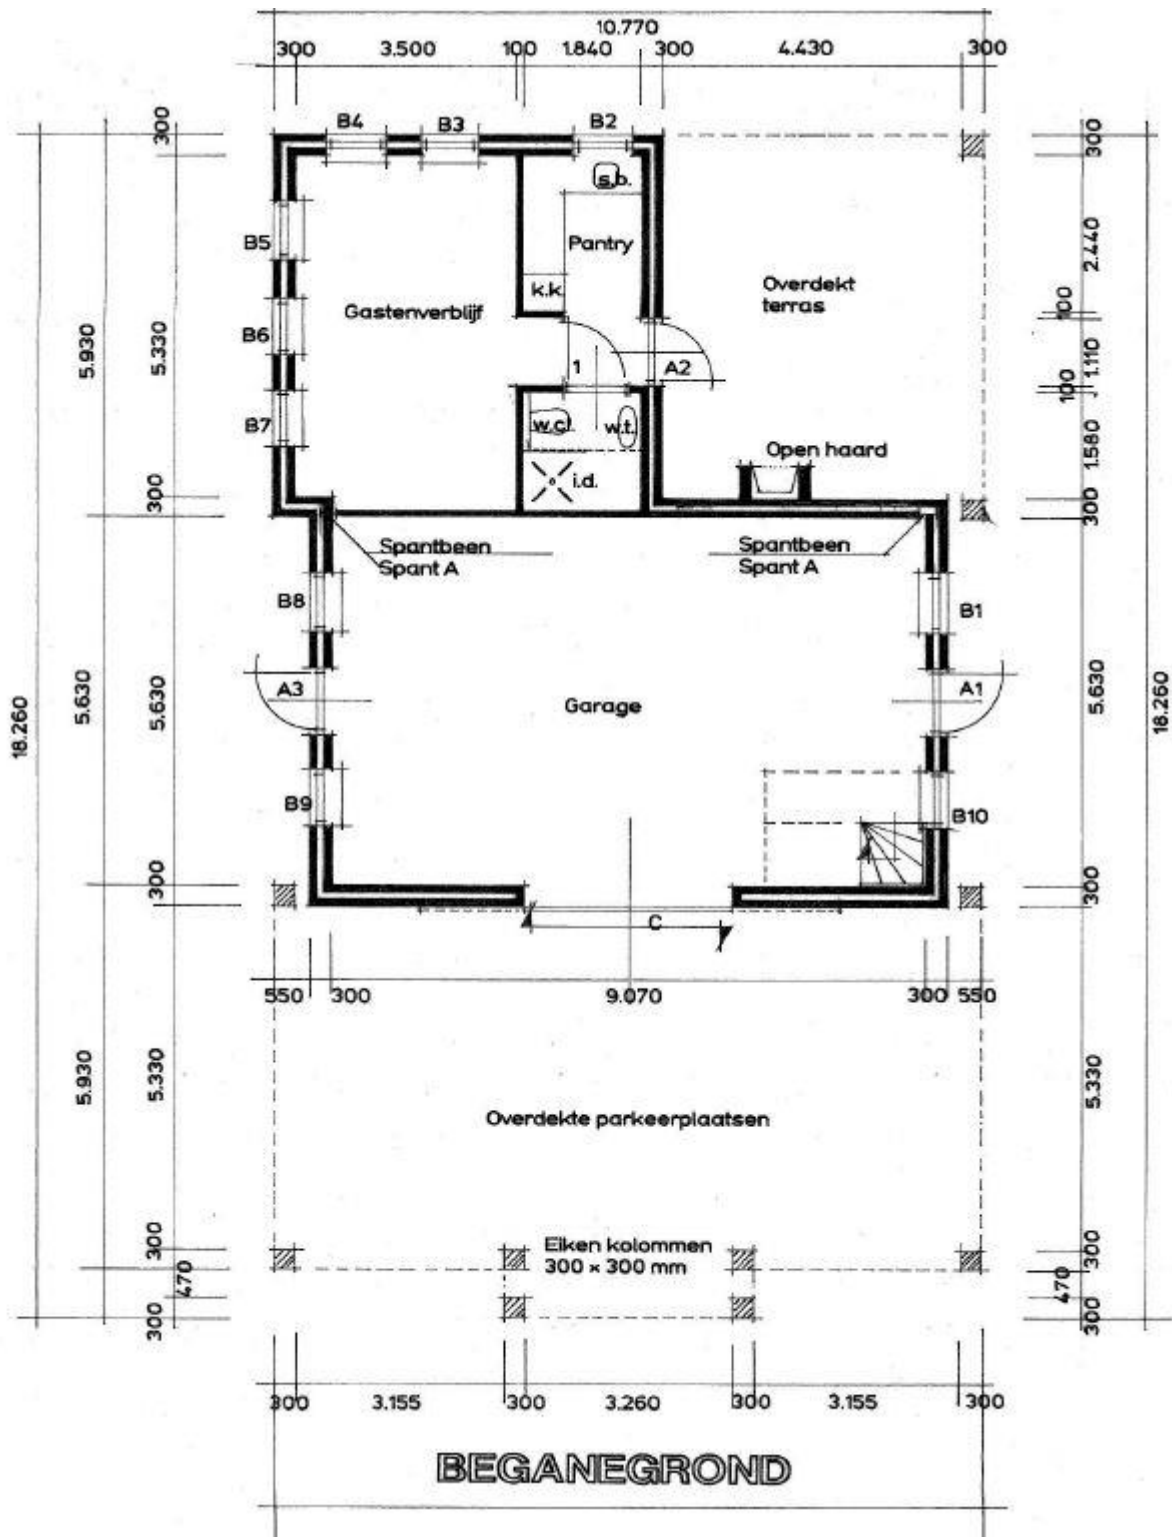 10.770
300 3.500 100 1.840 300 4.430 300
B4 B3 B2
300
300
s.b.
B5
Pantry
2.440
k.k.
Overdekt
terras
Gastenverblijf
100
B6
5.930
5.330
1
A2
1.110
100
B7
w.c.
w.t.
Open haard
1.580
i.d.
300
300
Spantbeen
Spant A
Spantbeen
Spant A
B8
B1
A3
A1
18.260
5.630
5.630
Garage
5.630
18.260
B9
B10
300
300
C
550 300 9.070 300 550
5.930
5.330
5.330
Overdekte parkeerplaatsen
Eiken kolommen
300 x 300 mm
300
300
470
470
300
300
300 3.155 300 3.260 300 3.155 300
BEGANEGROND